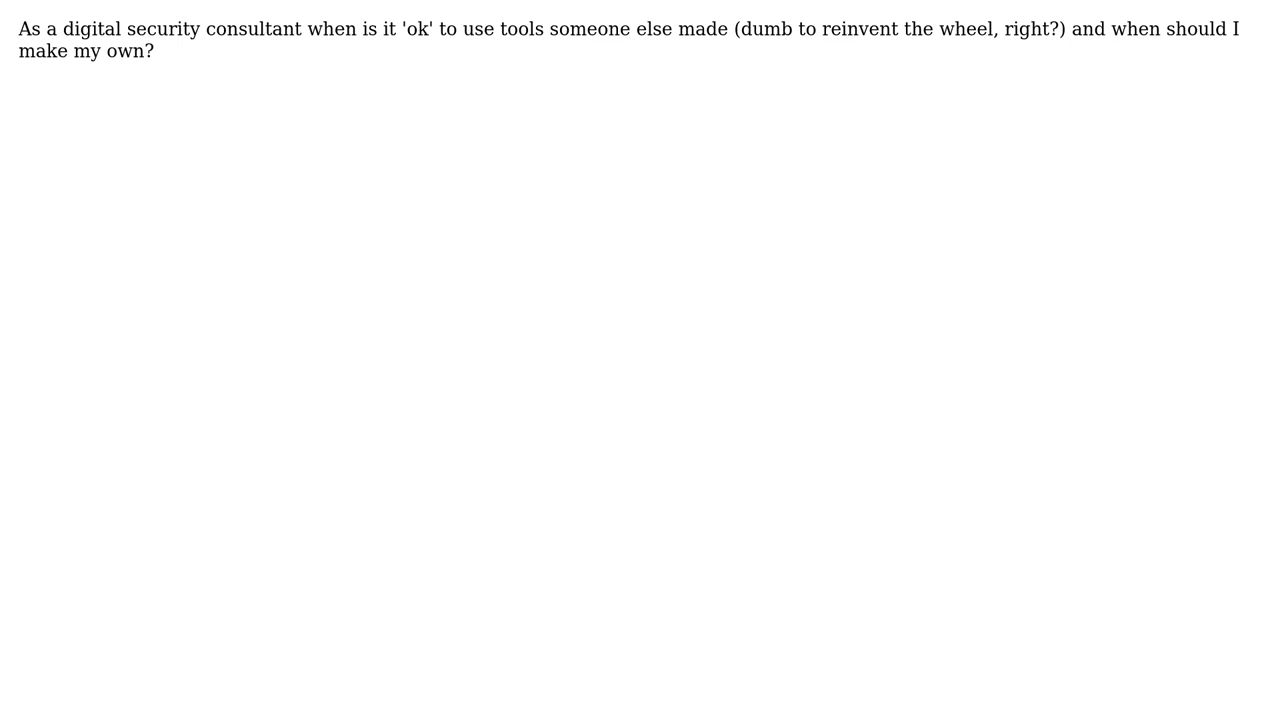 As a digital security consultant when is it 'ok' to use tools someone else made (dumb to reinvent the wheel, right?) and when should I
make my own?